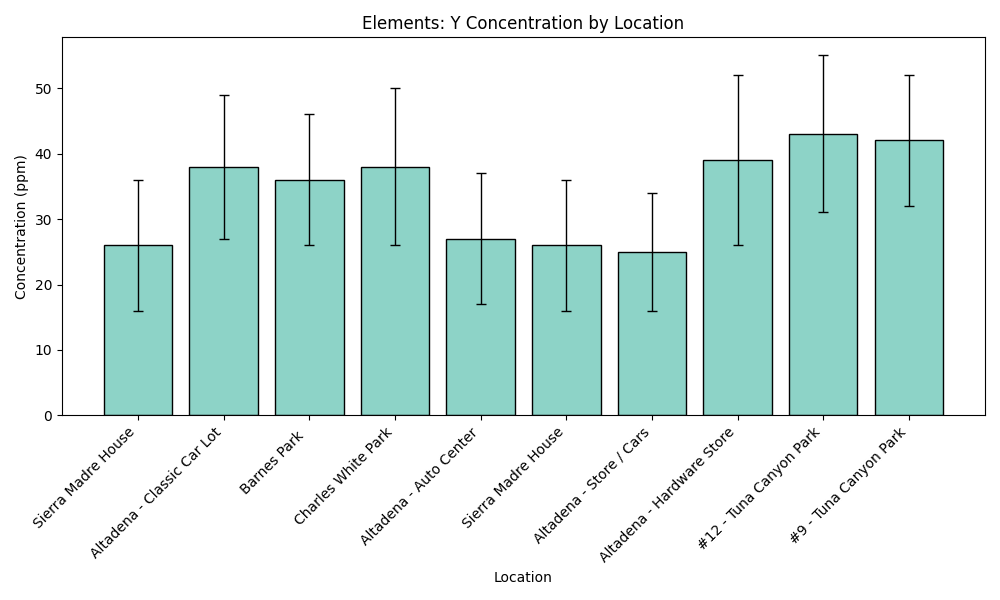 Elements: Y Concentration by Location
Concentration (ppm)
50
40
30
20
10
0
Sierra Madre House
Altadena - Classic Car Lot
Barnes Park
Charles White Park
Altadena - Auto Center
Sierra Madre House
Altadena - Store / Cars
Altadena - Hardware Store
#12 - Tuna Canyon Park
#9 - Tuna Canyon Park
Location